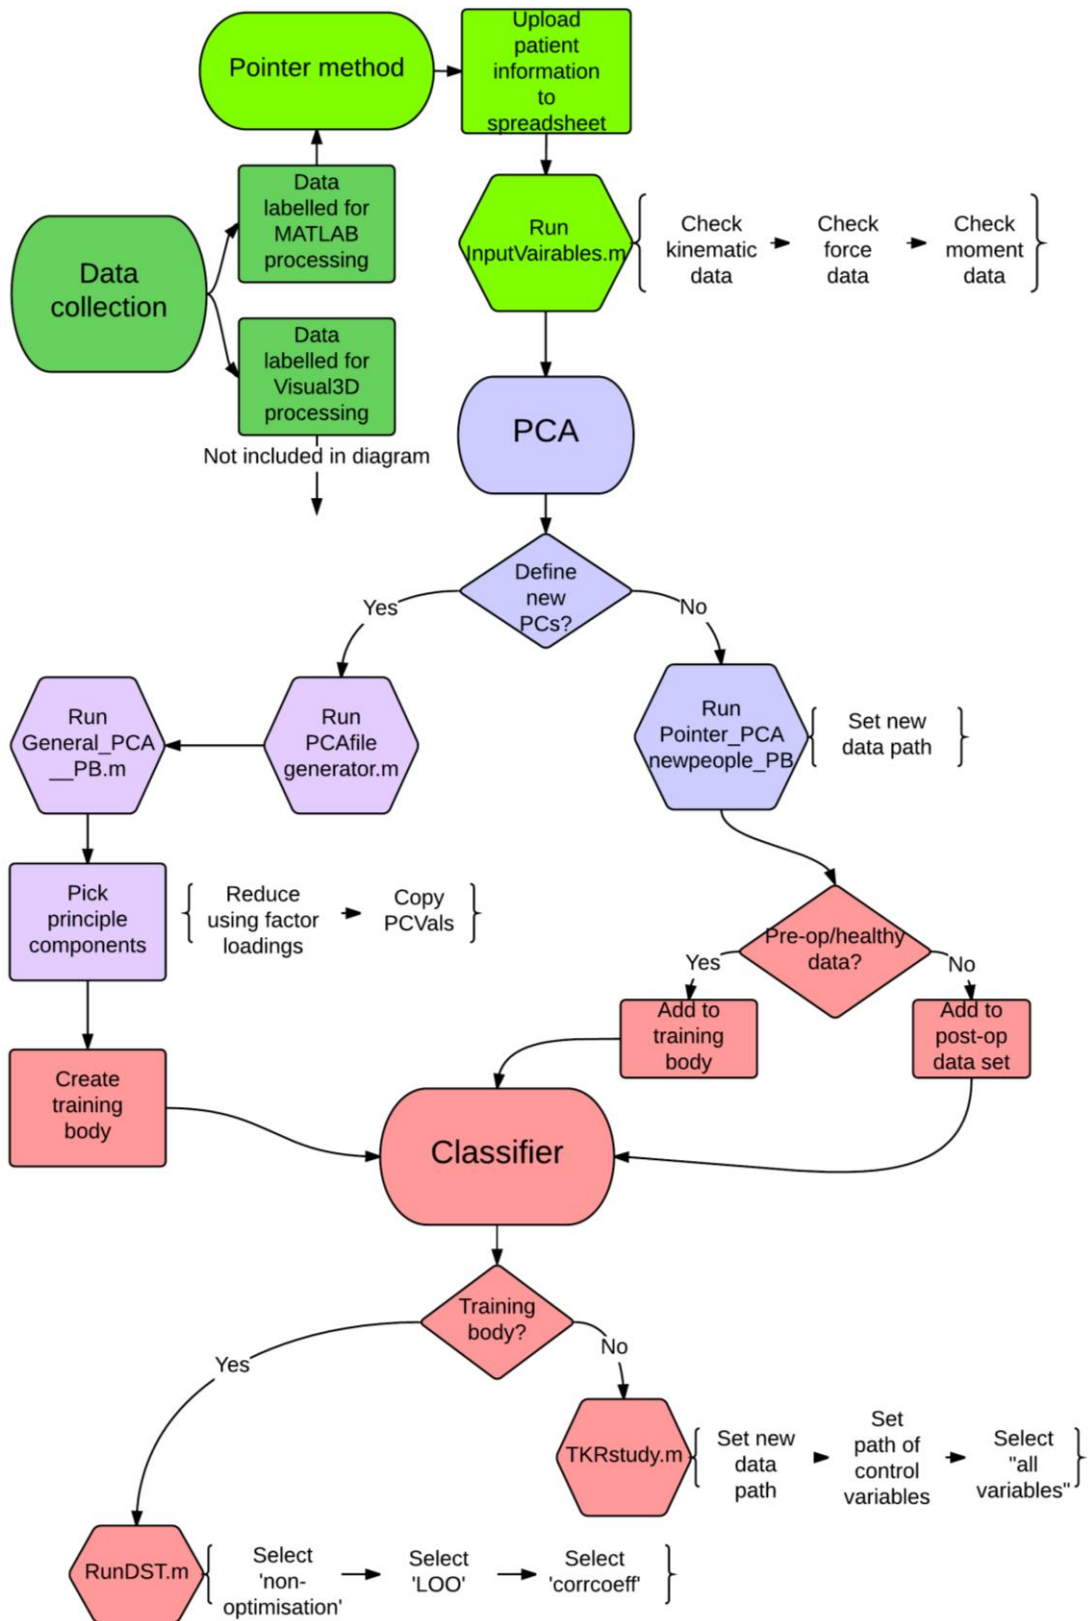 Pointer method
Upload
patient
information
to
spreadsheet
Data
labelled for
MATLAB
processing
Data
collection
Data
labelled for
Visual3D
processing
Not included in diagram
Run
InputVairables.m
Check
kinematic
data
Check
force
data
Check
moment
data
PCA
Define
new
PCs?
Yes
No
Run
General_PCA
__PB.m
Run
PCAfile
generator.m
Run
Pointer_PCA
newpeople_PB
Set new
data path
Pick
principle
components
Reduce
using factor
loadings
Copy
PCVals
Pre-op/healthy
data?
Yes
No
Add to
training
body
Add to
post-op
data set
Create
training
body
Classifier
Training
body?
Yes
No
TKRstudy.m
Set new
data
path
Set
path of
control
variables
Select
"all
variables"
RunDST.m
Select
'non-
optimisation'
Select
'LOO'
Select
'corrcoeff'